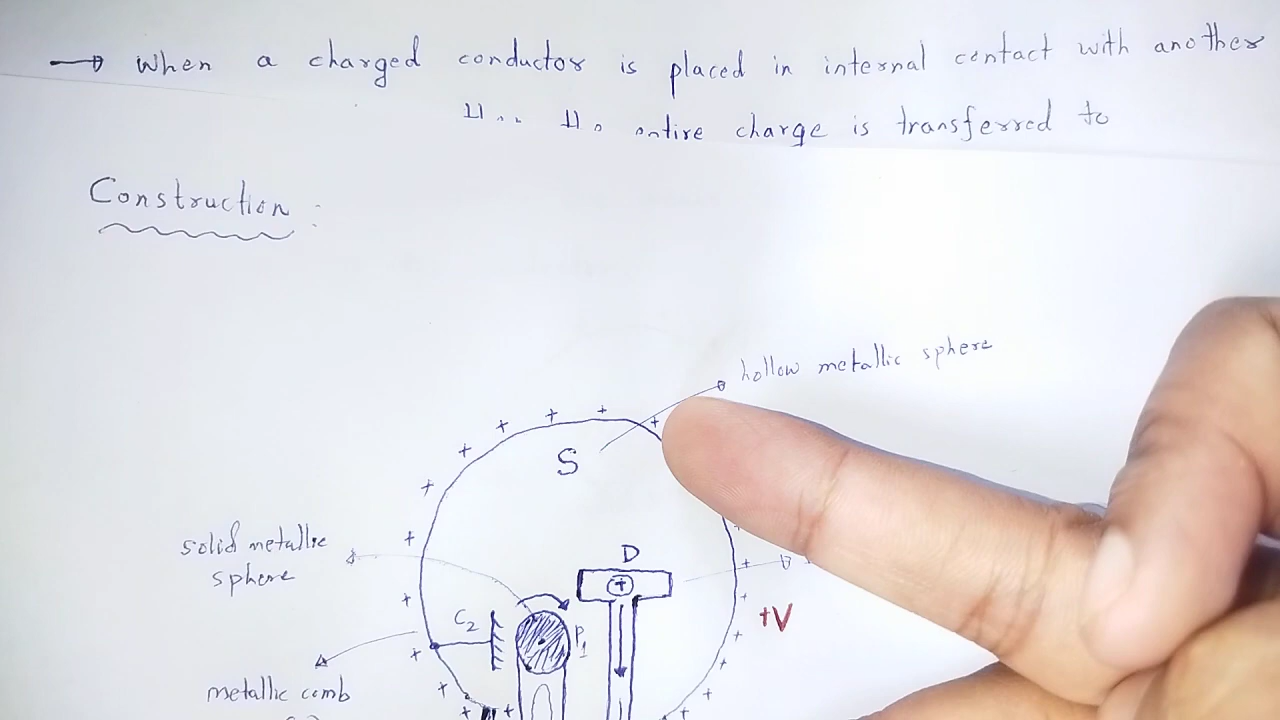 When a charged conductor is placed in internal contact with another
entire charge is transferred to
Construction :
hollow metallic sphere
S
solid metallic
sphere
D
+
C2
P1
+V
metallic comb